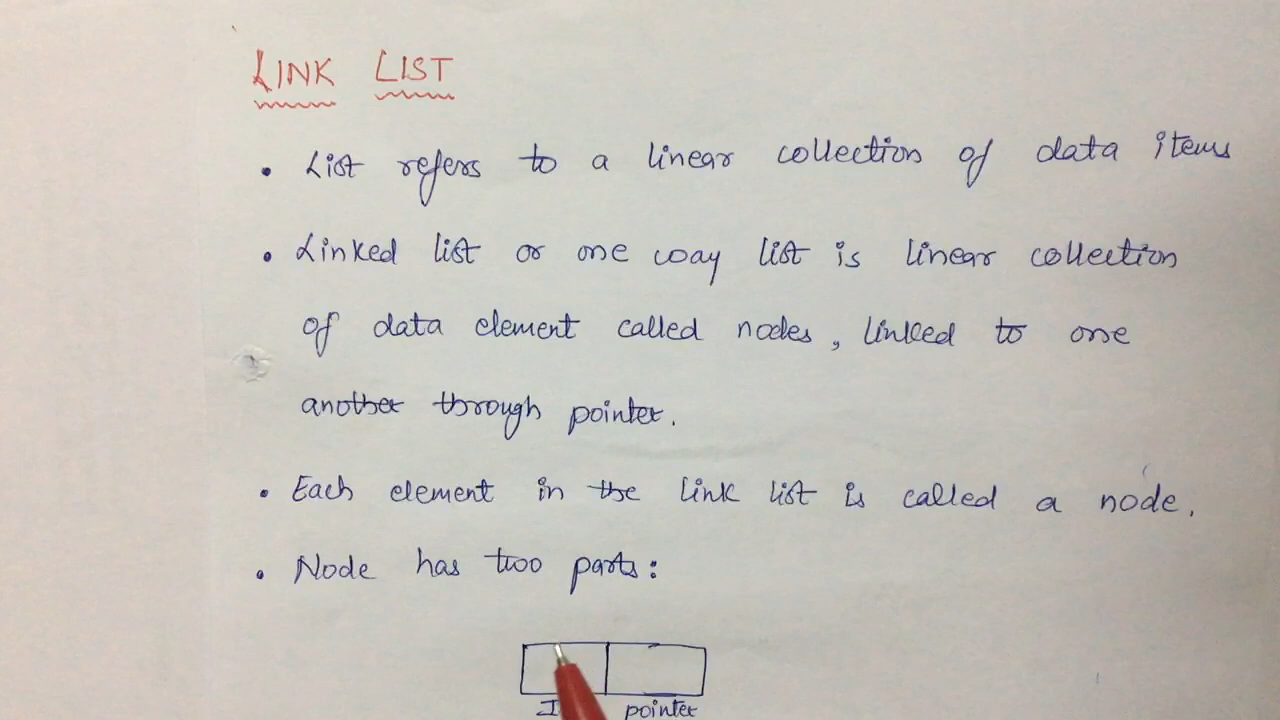 LINK LIST
• List refers to a linear collection of data items
• Linked list or one way list is linear collection
of data element called nodes, linked to one
another through pointer.
• Each element in the link list is called a node.
• Node has two parts:
pointer